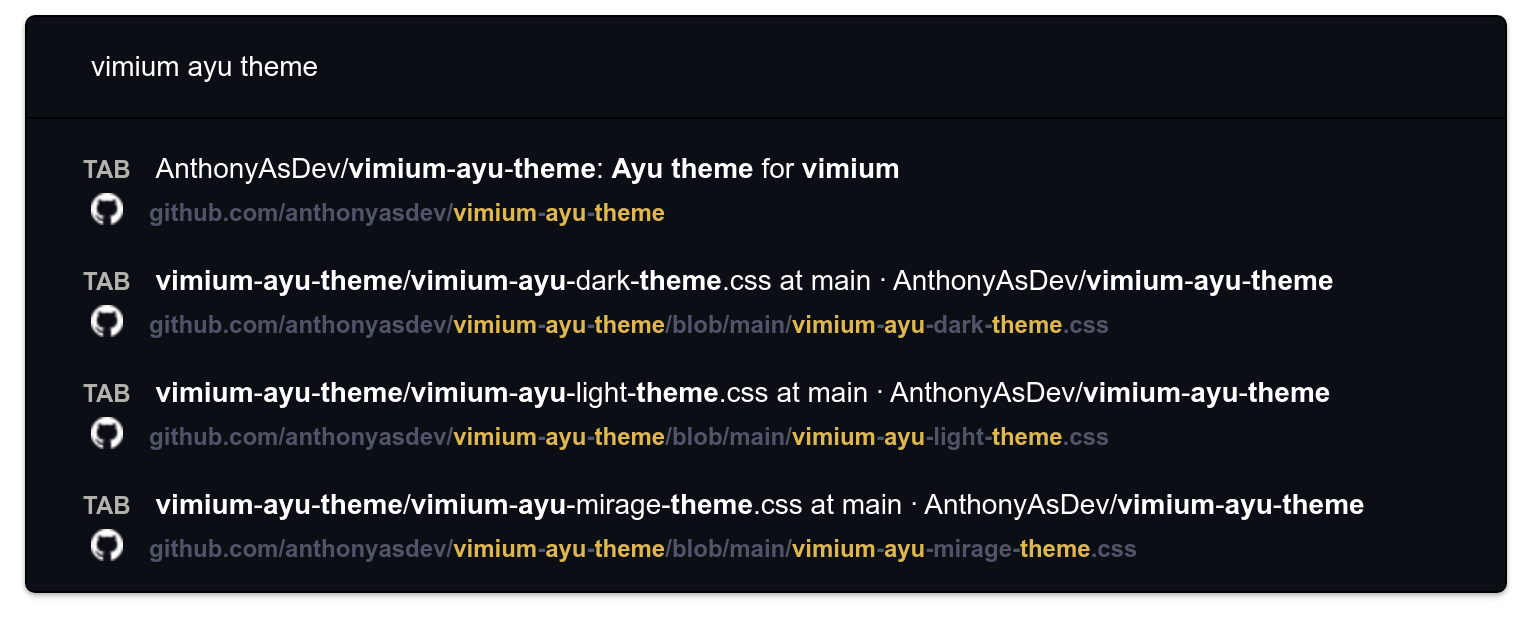 vimium ayu theme
TAB AnthonyAsDev/vimium-ayu-theme: Ayu theme for vimium
github.com/anthonyasdev/vimium-ayu-theme
TAB vimium-ayu-theme/vimium-ayu-dark-theme.css at main · AnthonyAsDev/vimium-ayu-theme
github.com/anthonyasdev/vimium-ayu-theme/blob/main/vimium-ayu-dark-theme.css
TAB vimium-ayu-theme/vimium-ayu-light-theme.css at main · AnthonyAsDev/vimium-ayu-theme
github.com/anthonyasdev/vimium-ayu-theme/blob/main/vimium-ayu-light-theme.css
TAB vimium-ayu-theme/vimium-ayu-mirage-theme.css at main · AnthonyAsDev/vimium-ayu-theme
github.com/anthonyasdev/vimium-ayu-theme/blob/main/vimium-ayu-mirage-theme.css